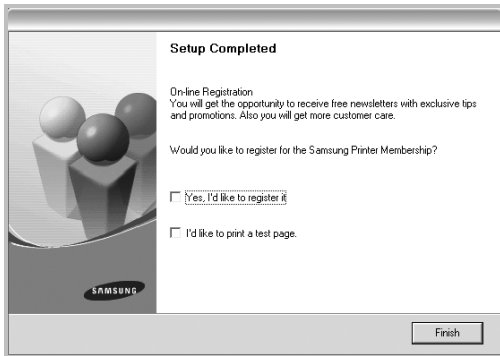 Setup Completed
On-line Registration
You will get the opportunity to receive free newsletters with exclusive tips
and promotions. Also you will get more customer care.
Would you like to register for the Samsung Printer Membership?
Yes, I'd like to register it
I'd like to print a test page.
SAMSUNG
Finish